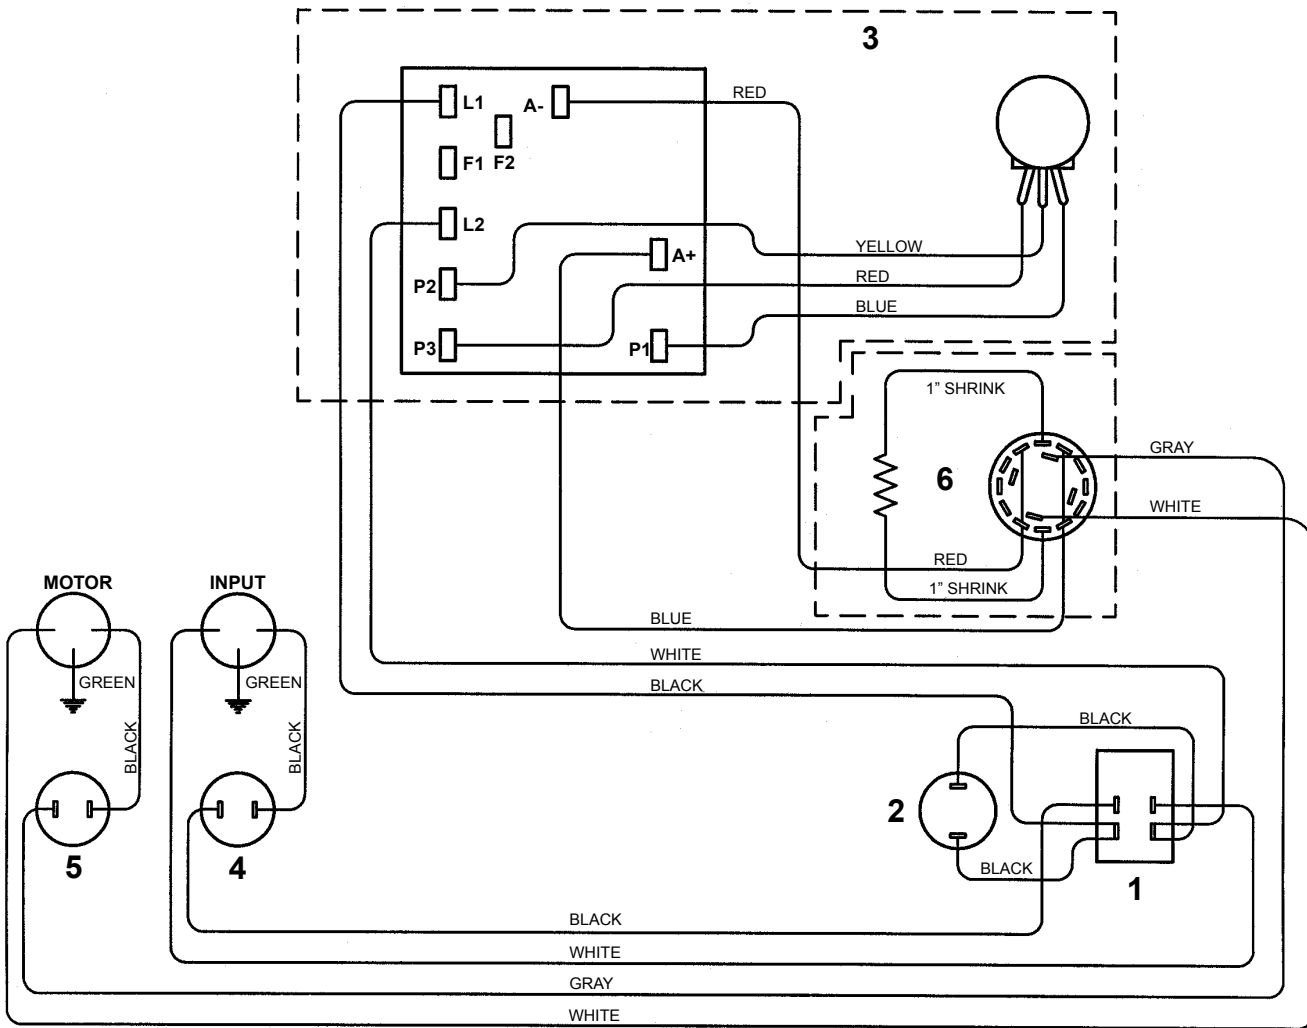 3
L1
A-
RED
F1
F2
L2
YELLOW
A+
RED
P2
BLUE
P3
P1
1” SHRINK
GRAY
6
WHITE
RED
1” SHRINK
MOTOR
INPUT
BLUE
WHITE
GREEN
GREEN
BLACK
BLACK
BLACK
BLACK
2
5
4
BLACK
1
BLACK
WHITE
GRAY
WHITE